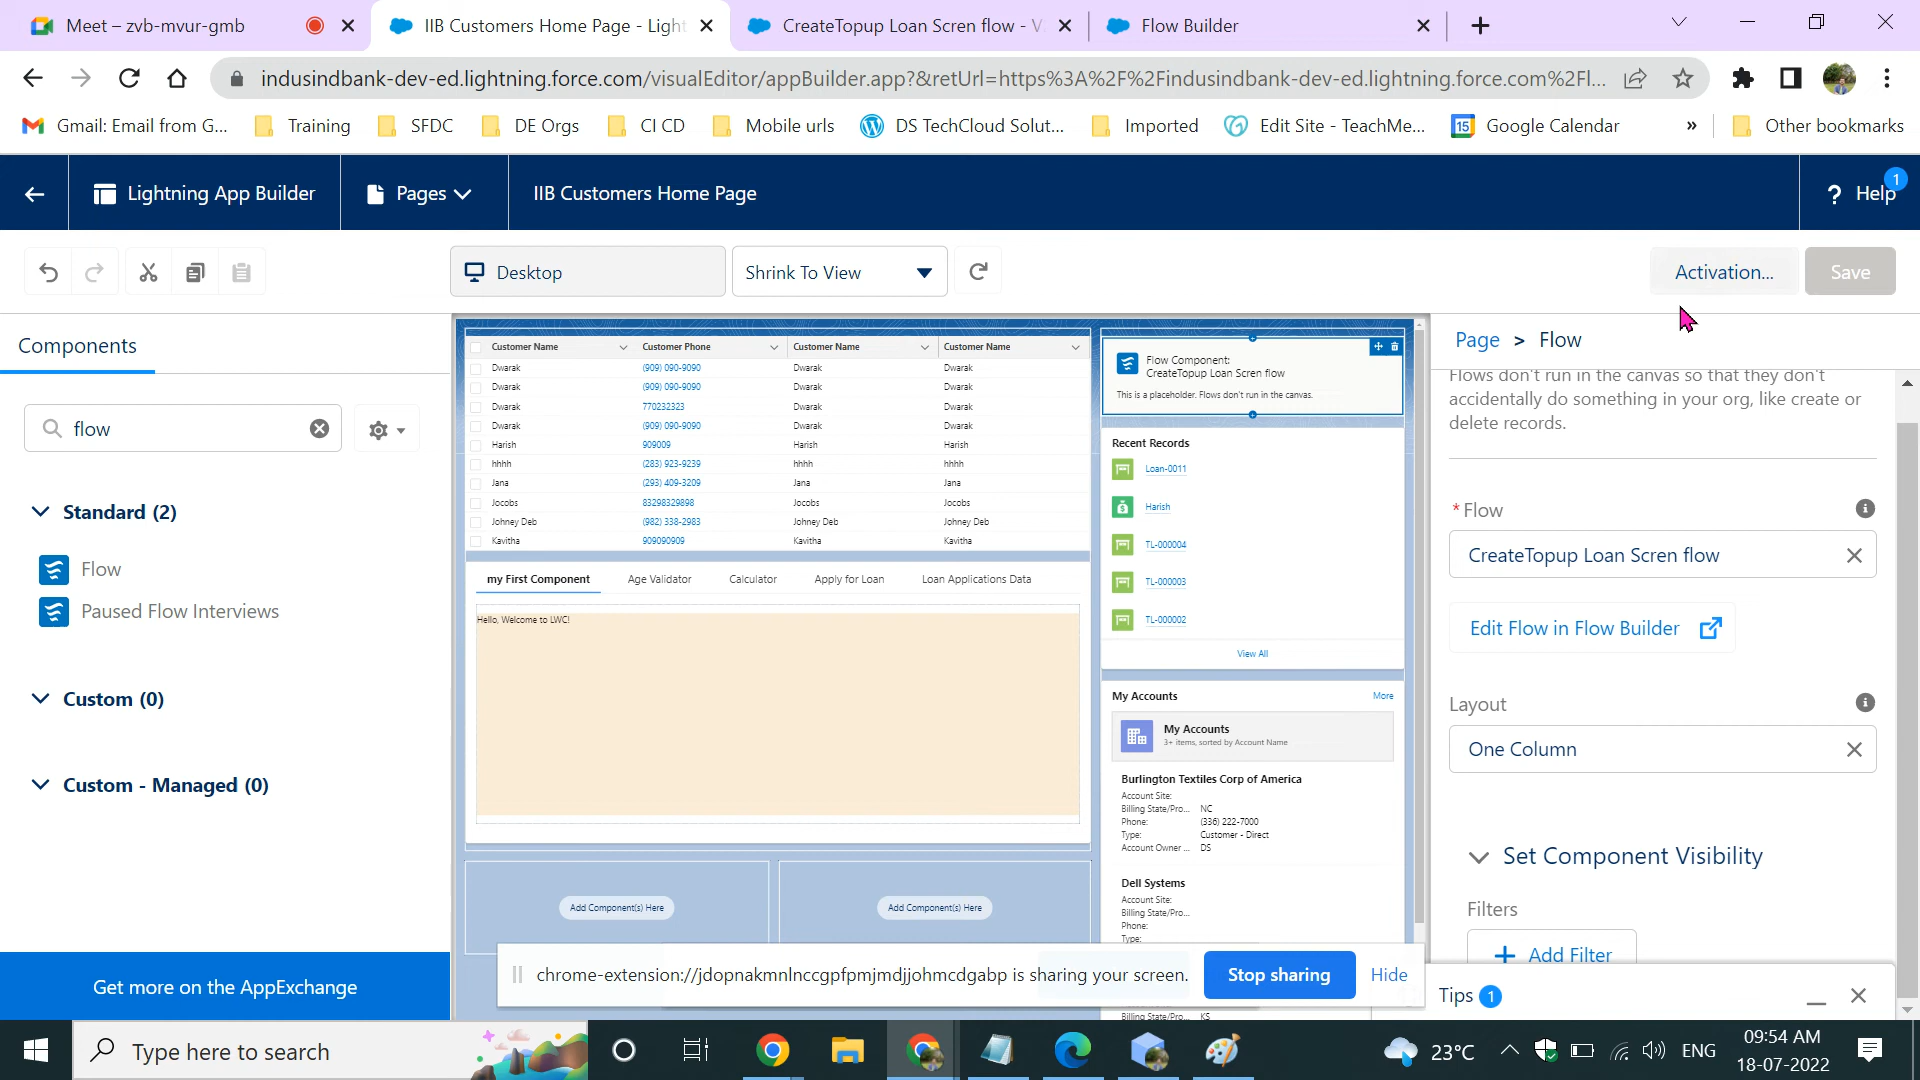 Meet – zvb-mvur-gmb
IIB Customers Home Page - Light
CreateTopup Loan Scren flow - V
Flow Builder
indusindbank-dev-ed.lightning.force.com/visualEditor/appBuilder.app?&retUrl=https%3A%2F%2Findusindbank-dev-ed.lightning.force.com%2Fl...
Gmail: Email from G...
Training
SFDC
DE Orgs
CI CD
Mobile urls
DS TechCloud Solut...
Imported
Edit Site - TeachMe...
15
Google Calendar
»
Other bookmarks
Lightning App Builder
Pages
IIB Customers Home Page
? Help
1
Desktop
Shrink To View
Activation...
Save
Components
flow
Standard (2)
Flow
Paused Flow Interviews
Custom (0)
Custom - Managed (0)
Get more on the AppExchange
Customer Name Customer Phone Customer Name Customer Name
Dwarak (909) 090-9090 Dwarak Dwarak
Dwarak (909) 090-9090 Dwarak Dwarak
Dwarak 770232323 Dwarak Dwarak
Dwarak (909) 090-9090 Dwarak Dwarak
Harish 909009 Harish Harish
hhhh (283) 923-9239 hhhh hhhh
Jana (293) 409-3209 Jana Jana
Jocobs 83298329898 Jocobs Jocobs
Johney Deb (982) 338-2983 Johney Deb Johney Deb
Kavitha 909090909 Kavitha Kavitha
my First Component Age Validator Calculator Apply for Loan Loan Applications Data
Hello, Welcome to LWC!
Add Component(s) Here
Add Component(s) Here
Flow Component:
CreateTopup Loan Scren flow
This is a placeholder. Flows don't run in the canvas.
Recent Records
Loan-0011
Harish
TL-000004
TL-000003
TL-000002
View All
My Accounts
More
My Accounts
3+ items, sorted by Account Name
Burlington Textiles Corp of America
Account Site:
Billing State/Pro... NC
Phone: (336) 222-7000
Type: Customer - Direct
Account Owner ... DS
Dell Systems
Account Site:
Billing State/Pro...
Phone:
Type:
Billing State/Pro... KS
Page > Flow
Flows don't run in the canvas so that they don't
accidentally do something in your org, like create or
delete records.
* Flow
CreateTopup Loan Scren flow
Edit Flow in Flow Builder
Layout
One Column
Set Component Visibility
Filters
+ Add Filter
Tips 1
chrome-extension://jdopnakmnlnccgpfpmjmdjjohmcdgabp is sharing your screen.
Stop sharing
Hide
Type here to search
23°C
ENG
09:54 AM
18-07-2022